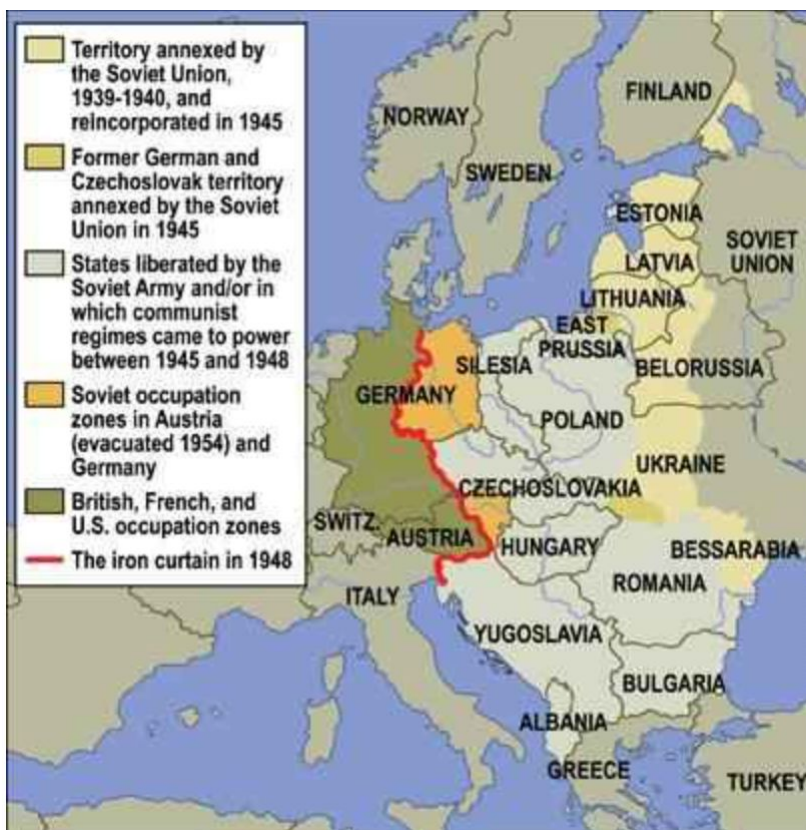 Territory annexed by
the Soviet Union,
1939-1940, and
reincorporated in 1945
Former German and
Czechoslovak territory
annexed by the Soviet
Union in 1945
States liberated by the
Soviet Army and/or in
which communist
regimes came to power
between 1945 and 1948
Soviet occupation
zones in Austria
(evacuated 1954) and
Germany
British, French, and
U.S. occupation zones
The iron curtain in 1948
FINLAND
NORWAY
SWEDEN
ESTONIA
SOVIET
UNION
LATVIA
LITHUANIA
EAST
PRUSSIA
BELORUSSIA
SILESIA
GERMANY
POLAND
UKRAINE
CZECHOSLOVAKIA
SWITZ.
AUSTRIA
HUNGARY
BESSARABIA
ROMANIA
ITALY
YUGOSLAVIA
BULGARIA
ALBANIA
GREECE
TURKEY